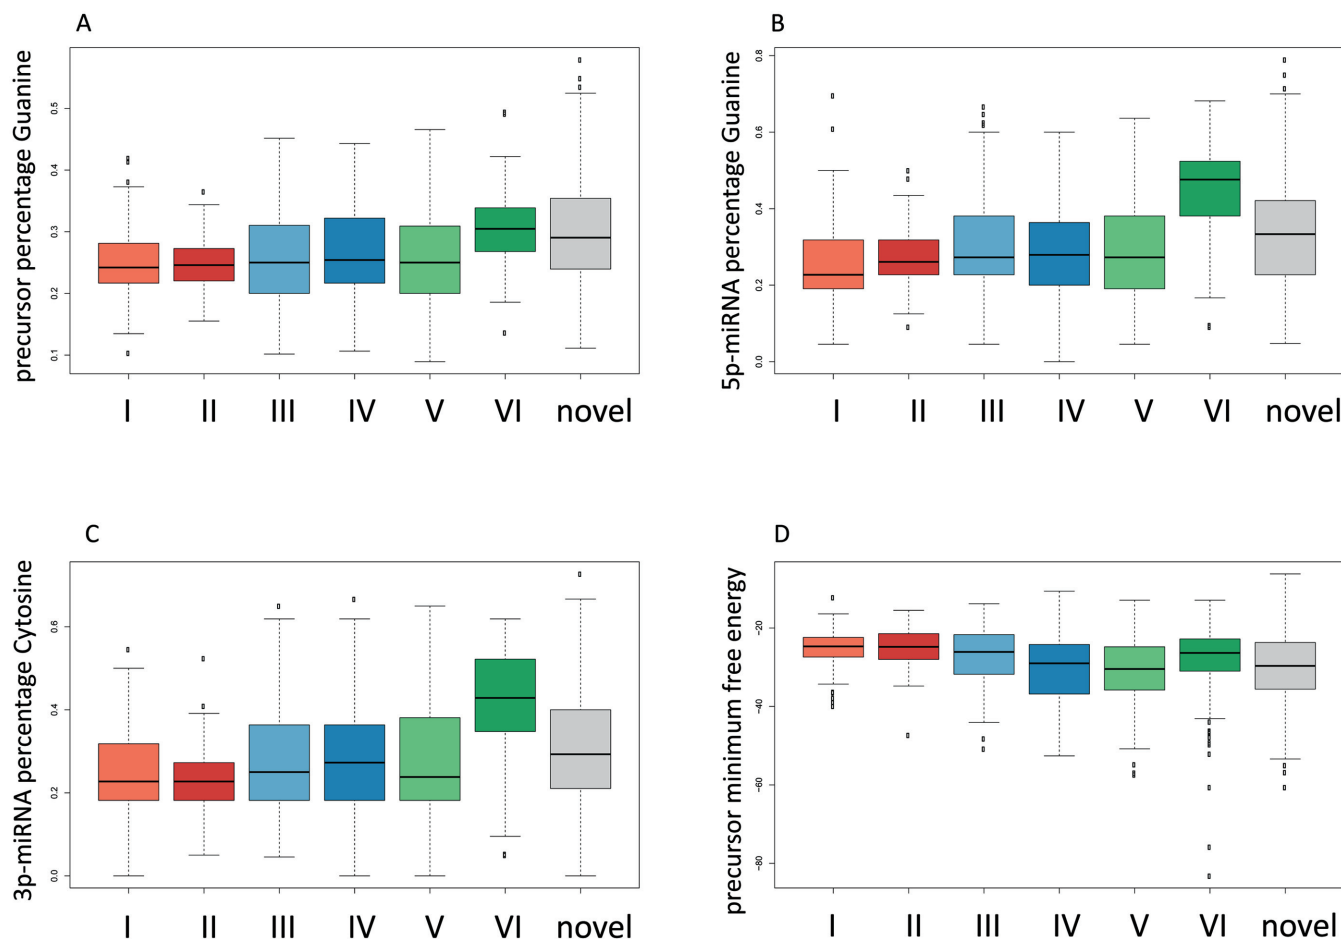 A
precursor percentage Guanine
0.5
0.4
0.3
0.2
0.1
I II III IV V VI novel
B
5p-miRNA percentage Guanine
0.8
0.6
0.4
0.2
0.0
I II III IV V VI novel
C
3p-miRNA percentage Cytosine
0.6
0.4
0.2
0.0
I II III IV V VI novel
D
precursor minimum free energy
-20
-40
-60
-80
I II III IV V VI novel